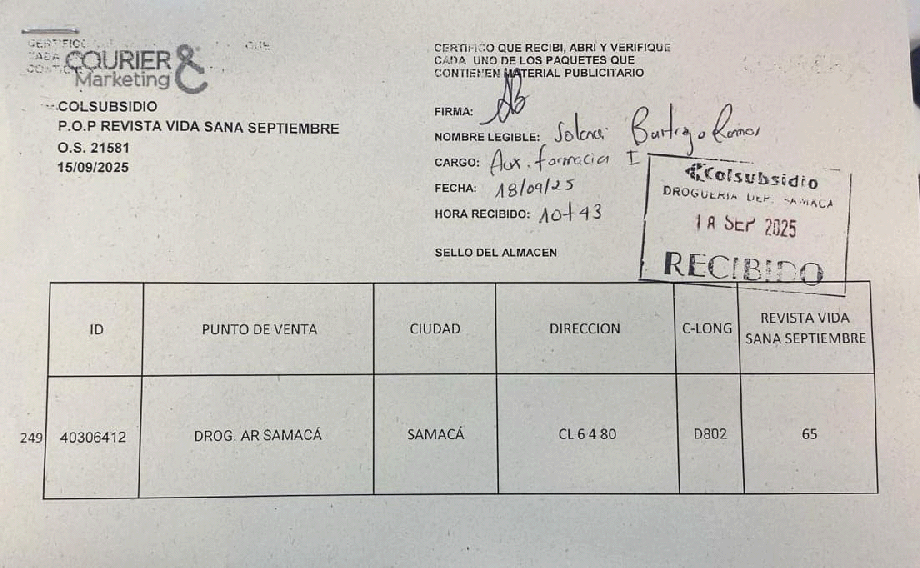 COURIER &
Marketing
COLSUBSIDIO
P.O.P REVISTA VIDA SANA SEPTIEMBRE
O.S. 21581
15/09/2025
CERTIFICO QUE RECIBI, ABRI Y VERIFIQUE
CADA UNO DE LOS PAQUETES QUE
CONTIENEN MATERIAL PUBLICITARIO
FIRMA:
NOMBRE LEGIBLE:
CARGO: Aux. farmacia I
FECHA: 18/09/25
HORA RECIBIDO: 10+43
SELLO DEL ALMACEN
Colsubsidio
DROGUERIA DEP. SAMACA
18 SEP 2025
RECIBIDO
ID PUNTO DE VENTA CIUDAD DIRECCION C-LONG REVISTA VIDA SANA SEPTIEMBRE
249 40306412 DROG. AR SAMACÁ SAMACÁ CL 6 4 80 D802 65